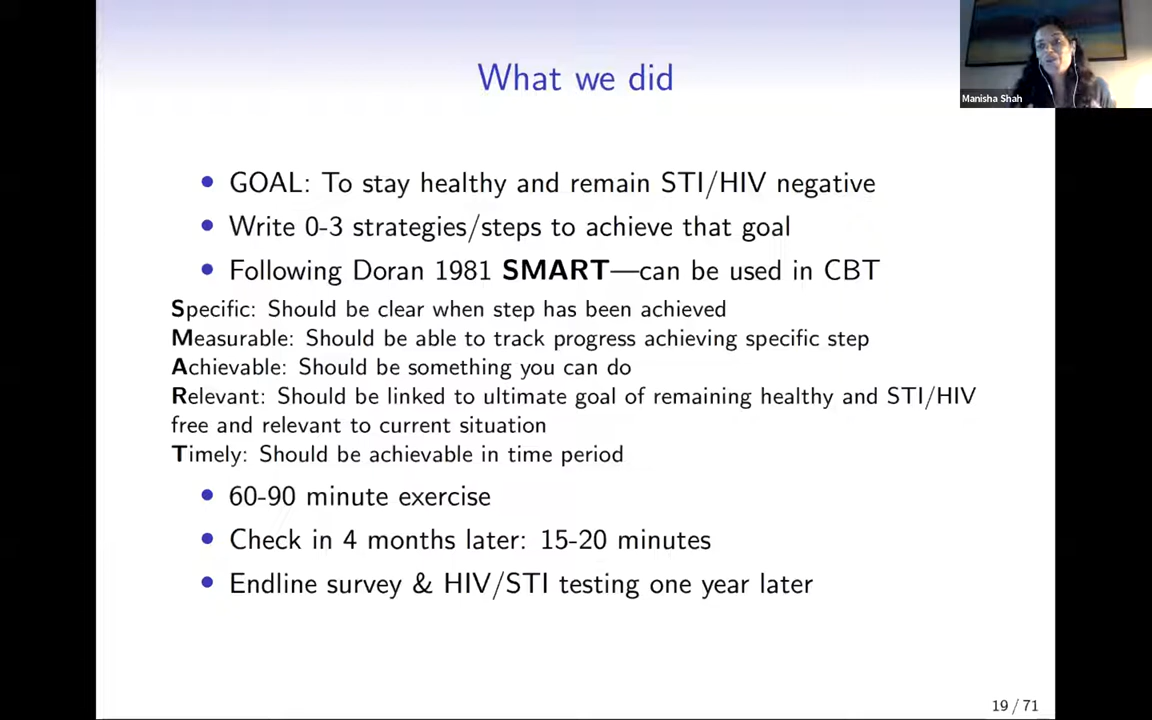 What we did
Manisha Shah
• GOAL: To stay healthy and remain STI/HIV negative
• Write 0-3 strategies/steps to achieve that goal
• Following Doran 1981 SMART—can be used in CBT
Specific: Should be clear when step has been achieved
Measurable: Should be able to track progress achieving specific step
Achievable: Should be something you can do
Relevant: Should be linked to ultimate goal of remaining healthy and STI/HIV
free and relevant to current situation
Timely: Should be achievable in time period
• 60-90 minute exercise
• Check in 4 months later: 15-20 minutes
• Endline survey & HIV/STI testing one year later
19 / 71